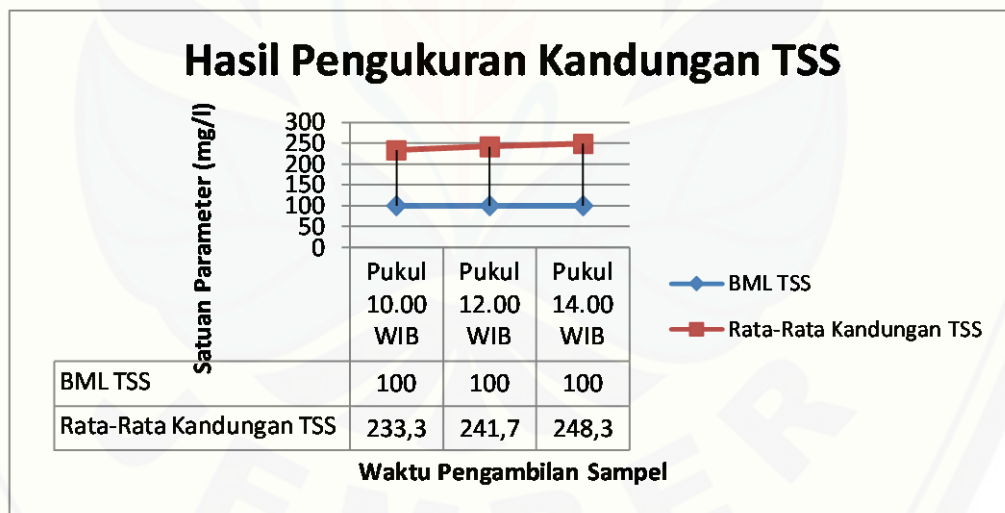 Hasil Pengukuran Kandungan TSS
Satuan Parameter (mg/l)
300
250
200
150
100
50
0
Pukul 10.00 WIB
Pukul 12.00 WIB
Pukul 14.00 WIB
BML TSS
Rata-Rata Kandungan TSS
BML TSS 100 100 100
Rata-Rata Kandungan TSS 233,3 241,7 248,3
Waktu Pengambilan Sampel